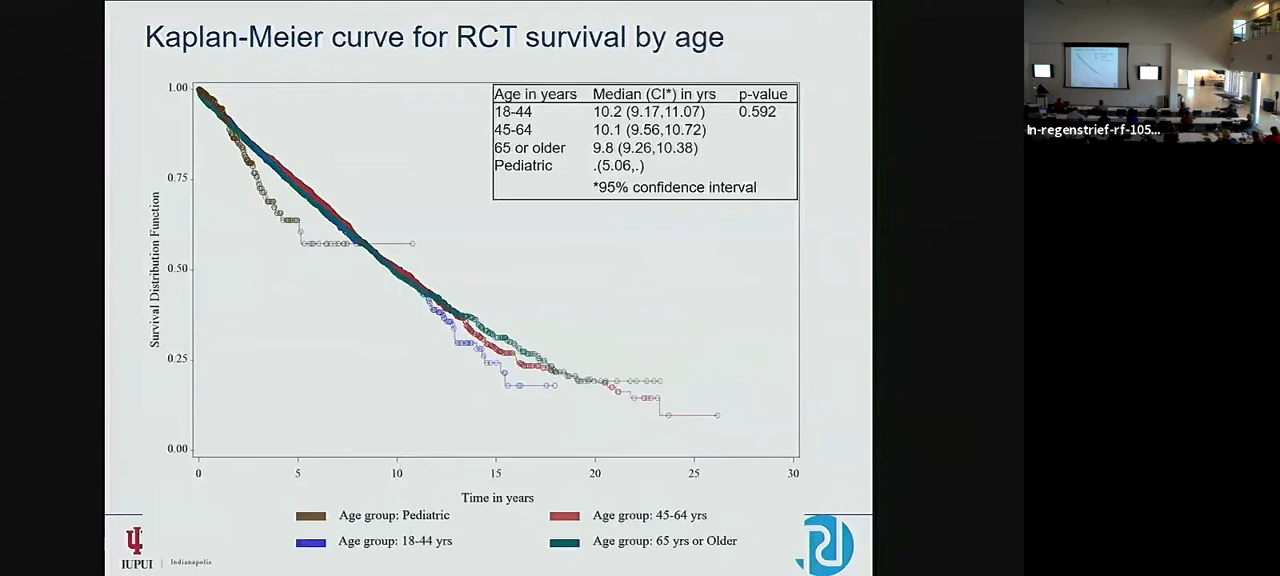 Kaplan-Meier curve for RCT survival by age
Age in years Median (CI*) in yrs p-value
18-44 10.2 (9.17,11.07) 0.592
45-64 10.1 (9.56,10.72)
65 or older 9.8 (9.26,10.38)
Pediatric .(5.06,.)
*95% confidence interval
ln-regenstrief-rf-105...
Survival Distribution Function
1.00
0.75
0.50
0.25
0.00
0 5 10 15 20 25 30
Time in years
Age group: Pediatric
Age group: 45-64 yrs
Age group: 18-44 yrs
Age group: 65 yrs or Older
IUPUI
Indianapolis